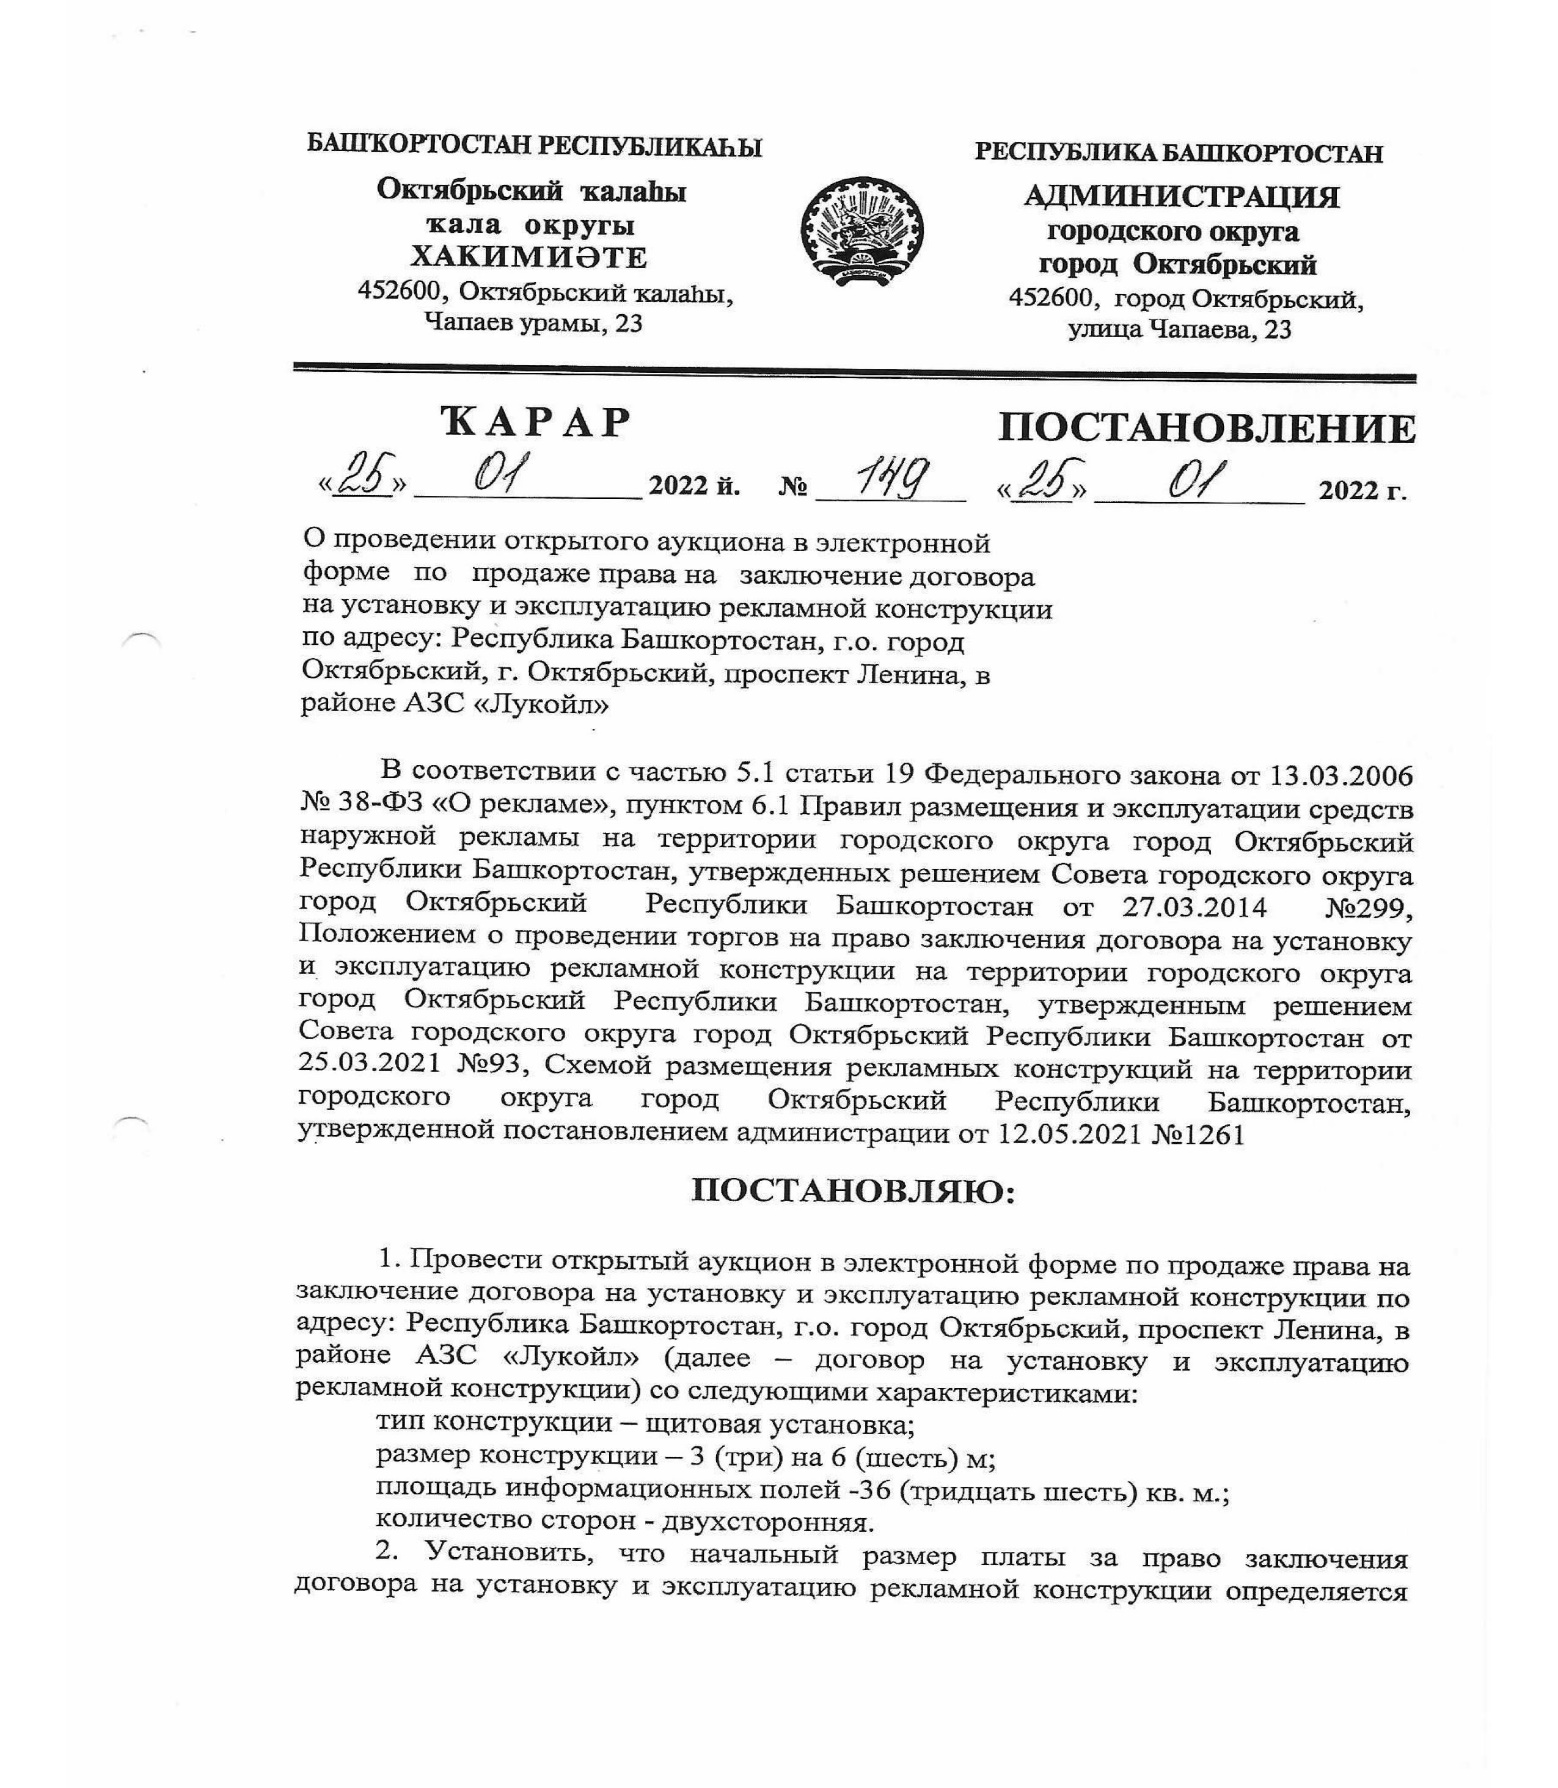 БАШҠОРТОСТАН РЕСПУБЛИКАҺЫ
Октябрьский ҡалаһы
ҡала округы
ХАКИМИӘТЕ
452600, Октябрьский ҡалаһы,
Чапаев урамы, 23
РЕСПУБЛИКА БАШКОРТОСТАН
АДМИНИСТРАЦИЯ
городского округа
город Октябрьский
452600, город Октябрьский,
улица Чапаева, 23
БАШКОРТОСТАН
ҠАРАР
ПОСТАНОВЛЕНИЕ
«25» 01 2022 й. № 149 «25» 01 2022 г.
О проведении открытого аукциона в электронной
форме по продаже права на заключение договора
на установку и эксплуатацию рекламной конструкции
по адресу: Республика Башкортостан, г.о. город
Октябрьский, г. Октябрьский, проспект Ленина, в
районе АЗС «Лукойл»
В соответствии с частью 5.1 статьи 19 Федерального закона от 13.03.2006
№ 38-ФЗ «О рекламе», пунктом 6.1 Правил размещения и эксплуатации средств
наружной рекламы на территории городского округа город Октябрьский
Республики Башкортостан, утвержденных решением Совета городского округа
город Октябрьский Республики Башкортостан от 27.03.2014 №299,
Положением о проведении торгов на право заключения договора на установку
и эксплуатацию рекламной конструкции на территории городского округа
город Октябрьский Республики Башкортостан, утвержденным решением
Совета городского округа город Октябрьский Республики Башкортостан от
25.03.2021 №93, Схемой размещения рекламных конструкций на территории
городского округа город Октябрьский Республики Башкортостан,
утвержденной постановлением администрации от 12.05.2021 №1261
ПОСТАНОВЛЯЮ:
1. Провести открытый аукцион в электронной форме по продаже права на
заключение договора на установку и эксплуатацию рекламной конструкции по
адресу: Республика Башкортостан, г.о. город Октябрьский, проспект Ленина, в
районе АЗС «Лукойл» (далее – договор на установку и эксплуатацию
рекламной конструкции) со следующими характеристиками:
тип конструкции – щитовая установка;
размер конструкции – 3 (три) на 6 (шесть) м;
площадь информационных полей -36 (тридцать шесть) кв. м.;
количество сторон - двухсторонняя.
2. Установить, что начальный размер платы за право заключения
договора на установку и эксплуатацию рекламной конструкции определяется